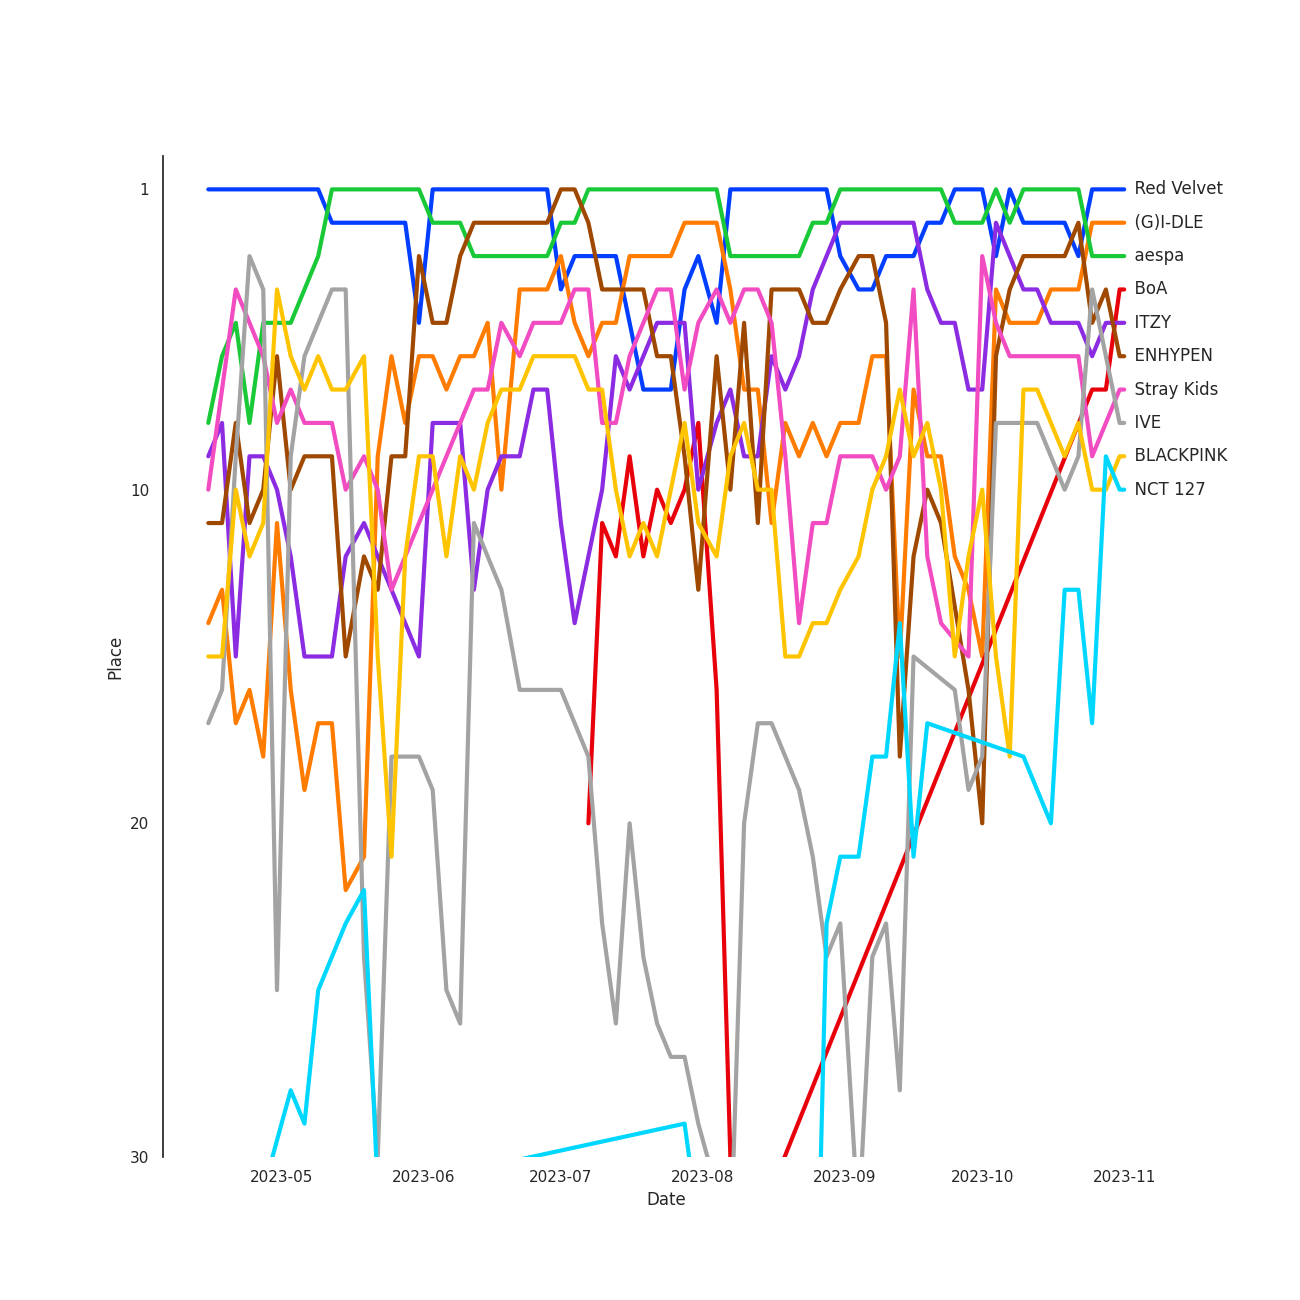 1
10
20
30
Place
2023-05
2023-06
2023-07
2023-08
2023-09
2023-10
2023-11
Date
Red Velvet
(G)I-DLE
aespa
BoA
ITZY
ENHYPEN
Stray Kids
IVE
BLACKPINK
NCT 127